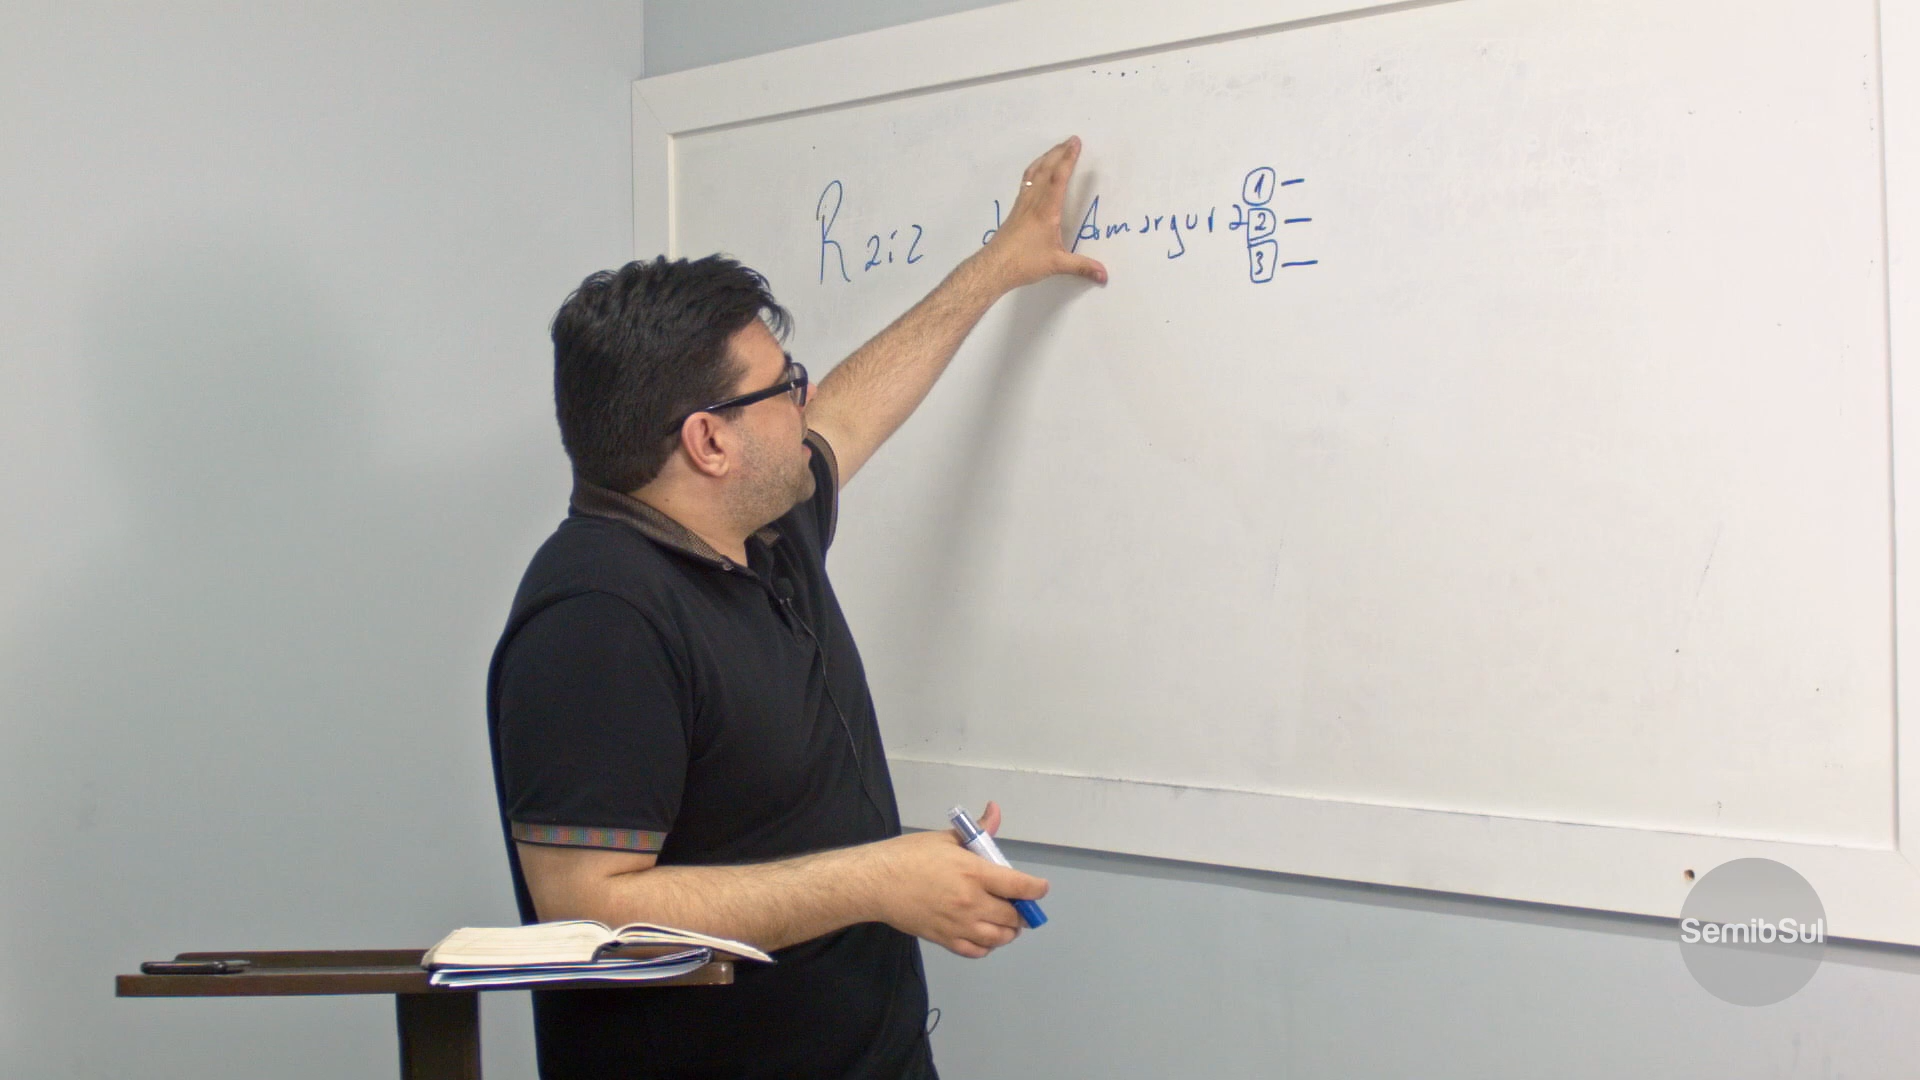 Raiz d Amargura
1 –
2 –
3 –
SemibSul